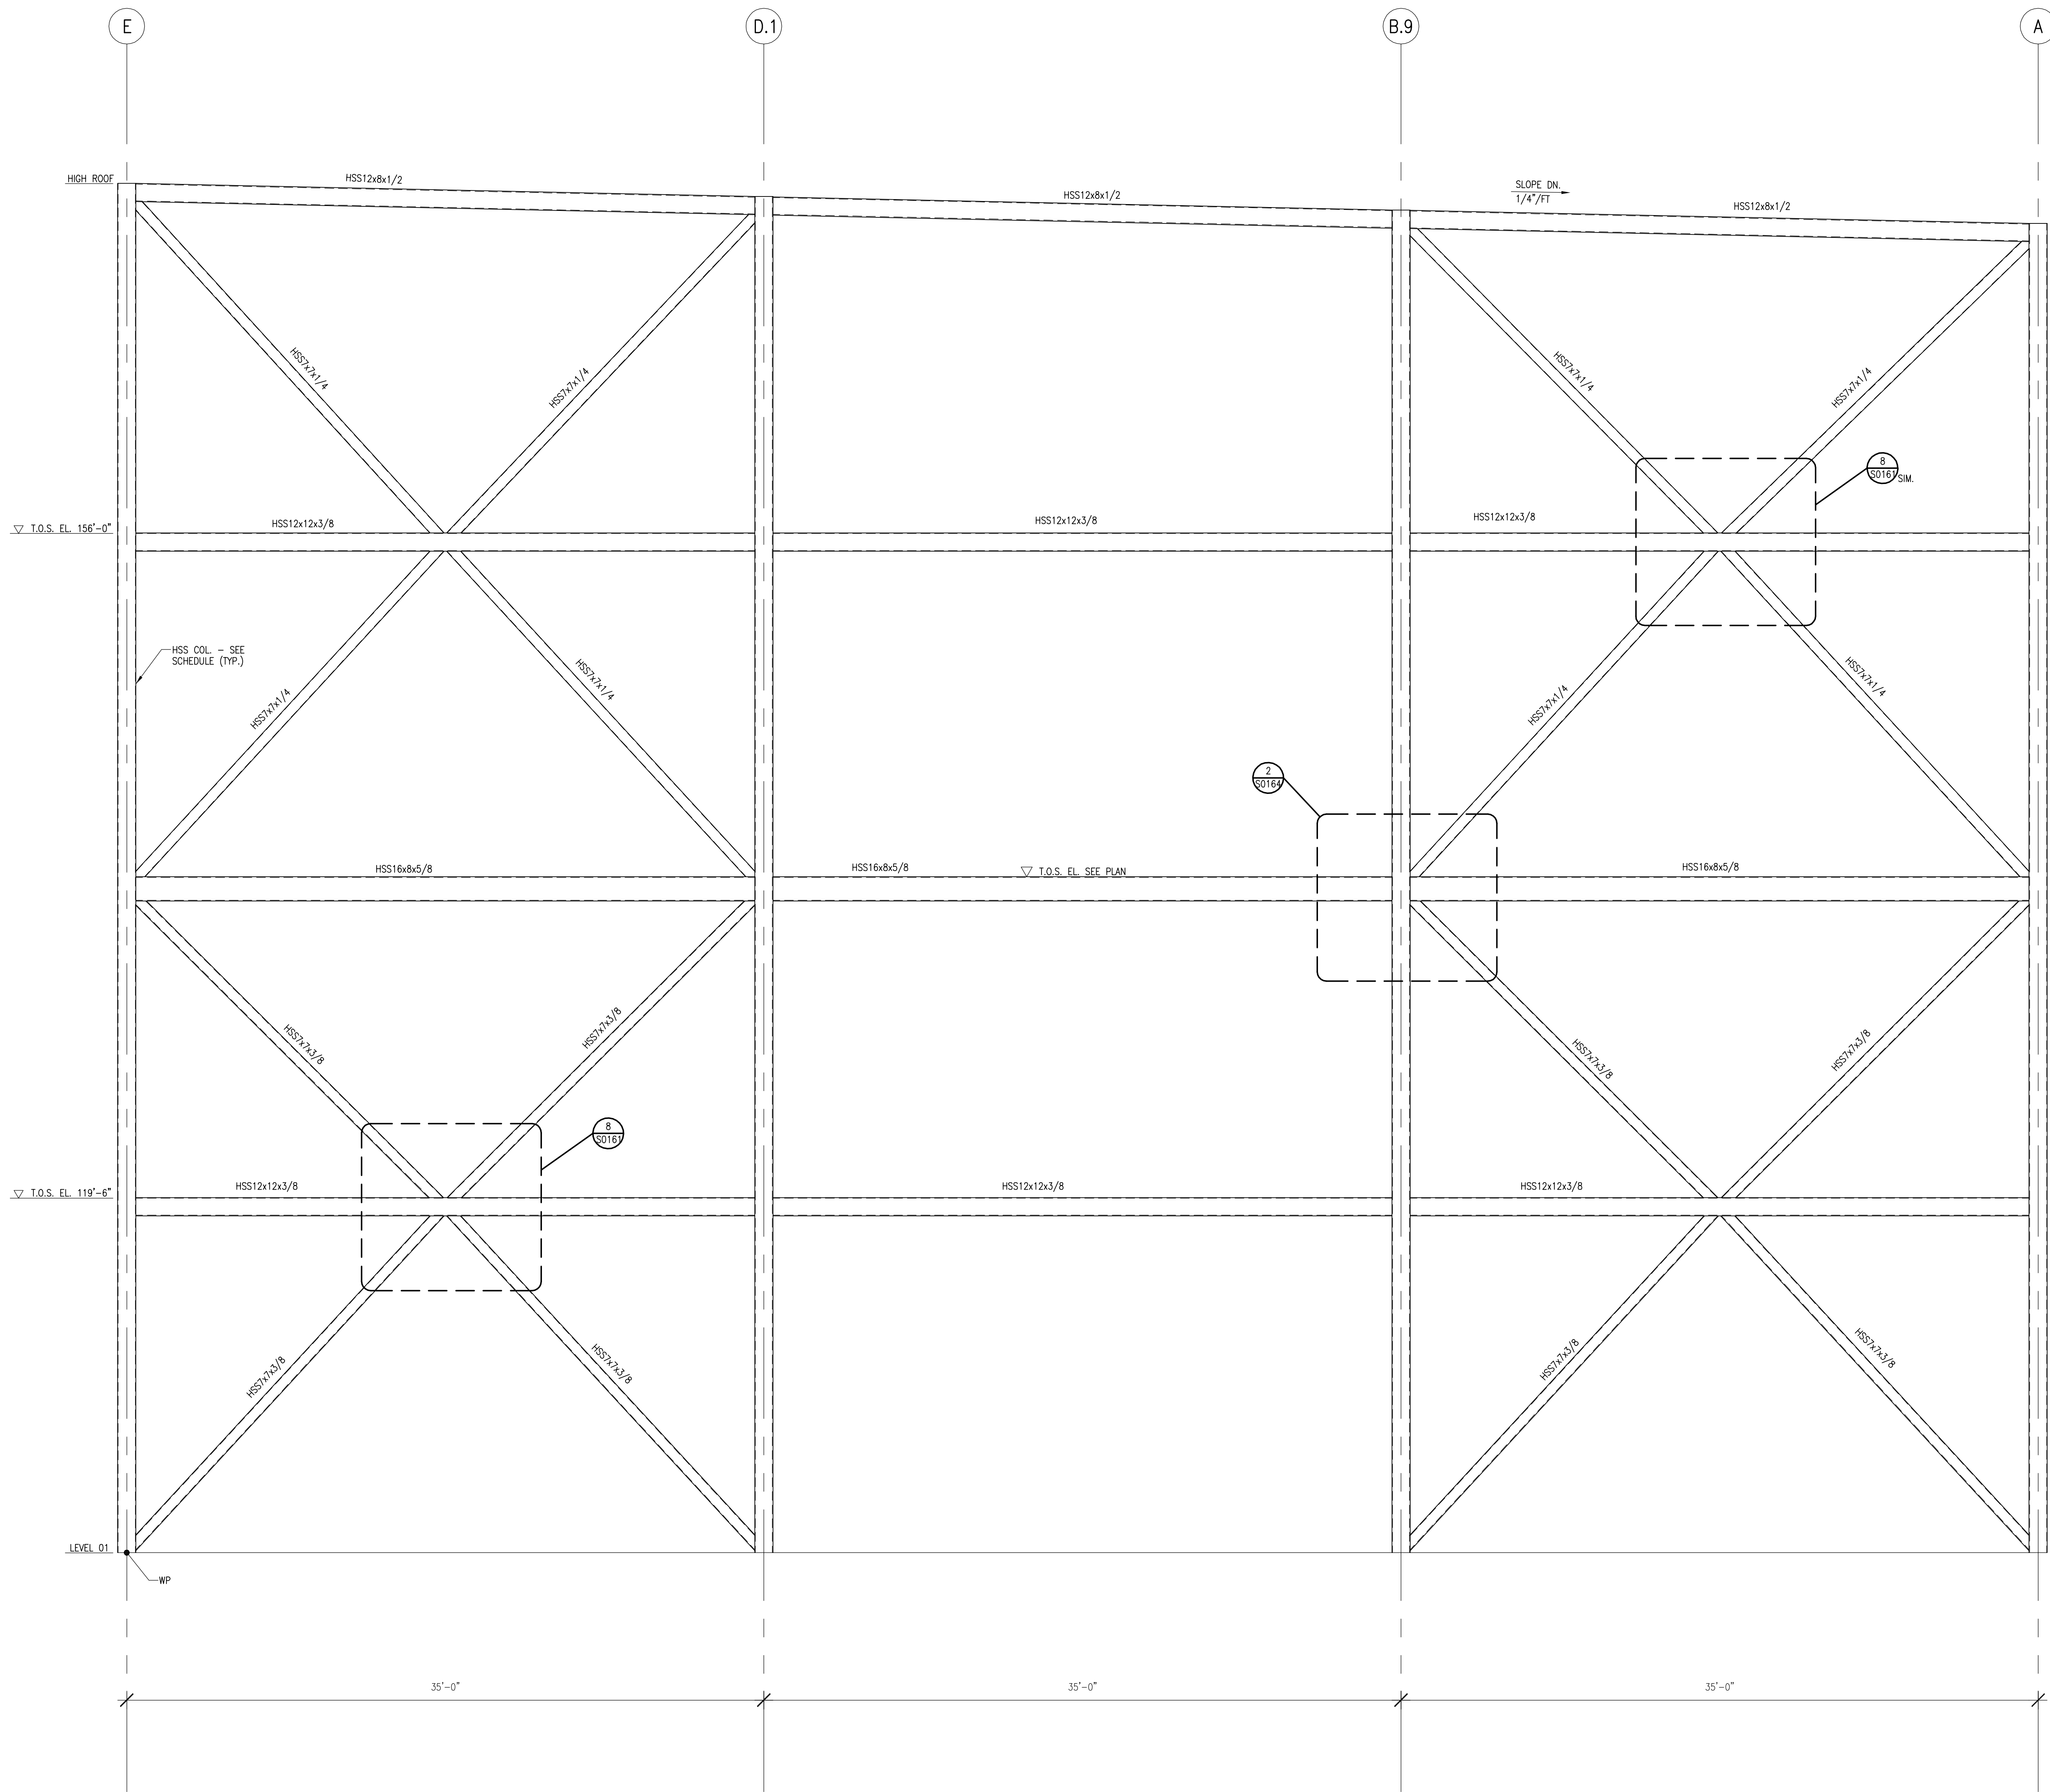 E
D.1
B.9
A
HIGH ROOF
HSS12x8x1/2
HSS12x8x1/2
SLOPE DN.
1/4"/FT
HSS12x8x1/2
HSS7x7x1/4
HSS7x7x1/4
HSS7x7x1/4
HSS7x7x1/4
8
S0161
SIM.
T.O.S. EL. 156'-0"
HSS12x12x3/8
HSS12x12x3/8
HSS12x12x3/8
HSS COL. - SEE
SCHEDULE (TYP.)
HSS7x7x1/4
HSS7x7x1/4
HSS7x7x1/4
HSS7x7x1/4
2
S0164
HSS16x8x5/8
HSS16x8x5/8
T.O.S. EL. SEE PLAN
HSS16x8x5/8
HSS7x7x3/8
HSS7x7x3/8
HSS7x7x3/8
HSS7x7x3/8
8
S0161
T.O.S. EL. 119'-6"
HSS12x12x3/8
HSS12x12x3/8
HSS12x12x3/8
HSS7x7x3/8
HSS7x7x3/8
HSS7x7x3/8
HSS7x7x3/8
LEVEL 01
WP
35'-0"
35'-0"
35'-0"